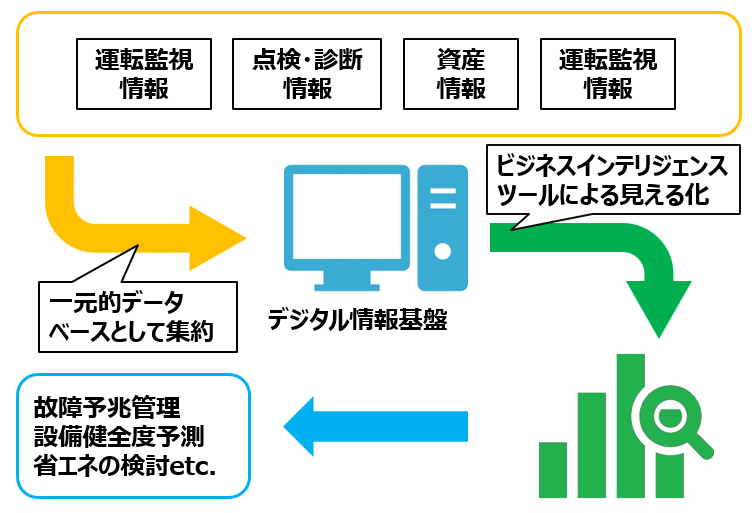 運転監視
情報
点検・診断
情報
資産
情報
運転監視
情報
ビジネスインテリジェンス
ツールによる見える化
一元的データ
ベースとして集約
デジタル情報基盤
故障予兆管理
設備健全度予測
省エネの検討etc.